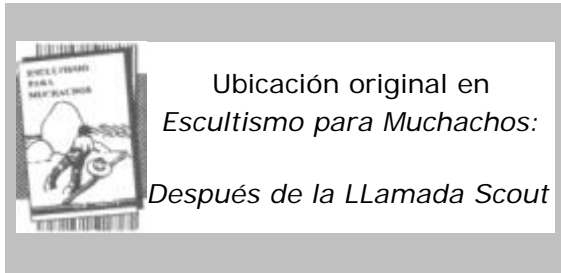 ESCULTISMO
PARA
MUCHACHOS
Ubicación original en
Escultismo para Muchachos:
Después de la LLamada Scout